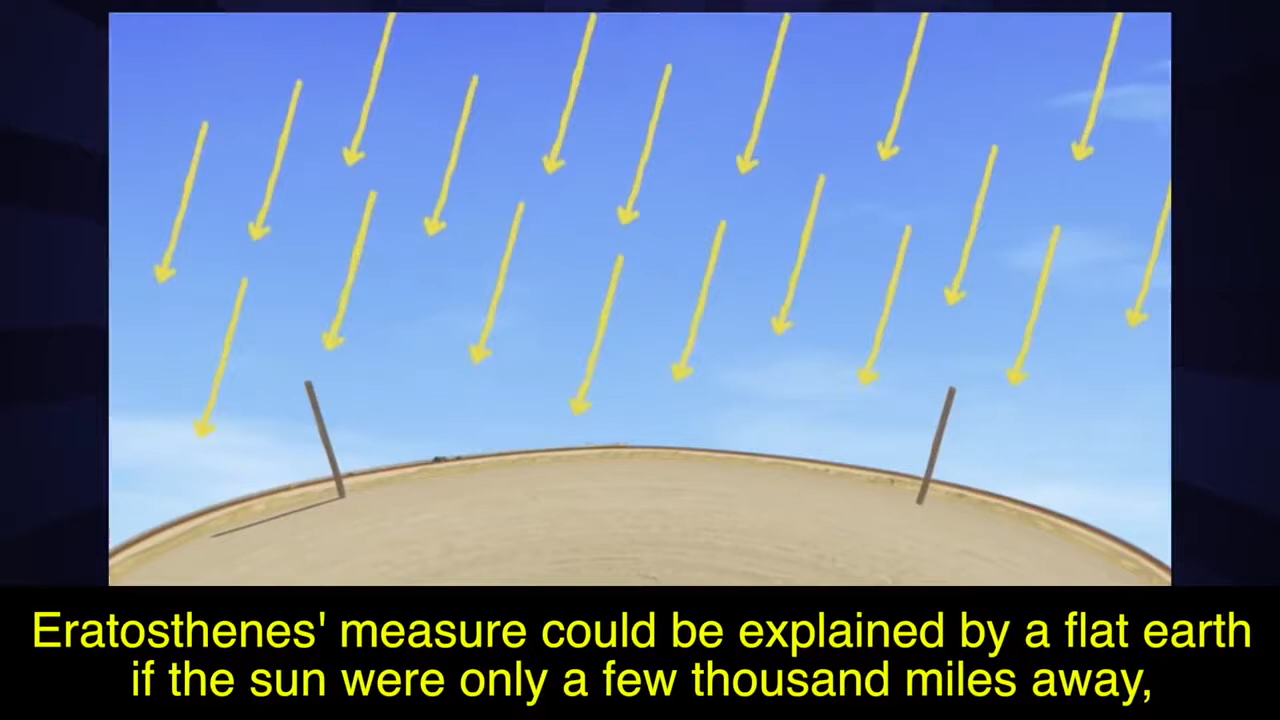 Eratosthenes' measure could be explained by a flat earth
if the sun were only a few thousand miles away,